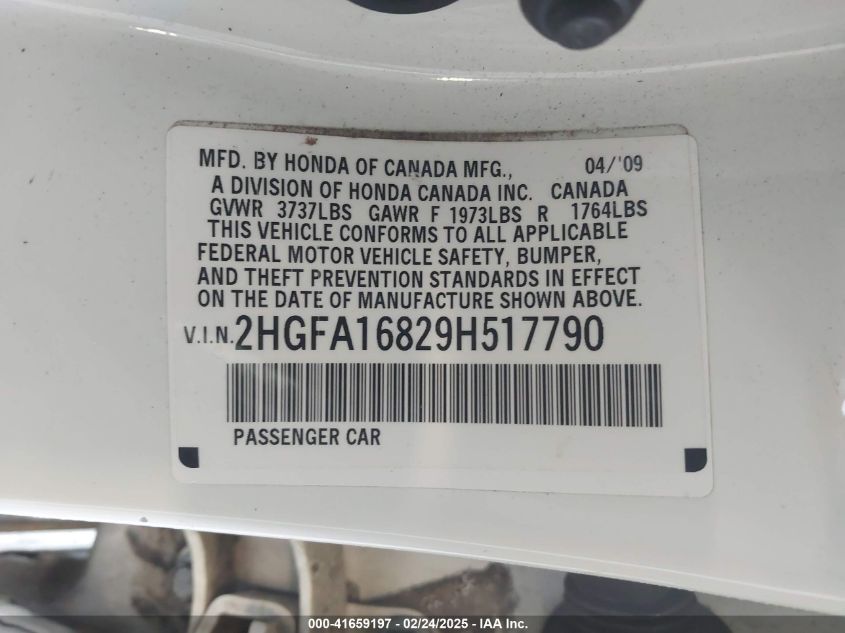 MFD. BY HONDA OF CANADA MFG., 04/'09
A DIVISION OF HONDA CANADA INC. CANADA
GVWR 3737LBS GAWR F 1973LBS R 1764LBS
THIS VEHICLE CONFORMS TO ALL APPLICABLE
FEDERAL MOTOR VEHICLE SAFETY, BUMPER,
AND THEFT PREVENTION STANDARDS IN EFFECT
ON THE DATE OF MANUFACTURE SHOWN ABOVE.
V.I.N. 2HGFA16829H517790
PASSENGER CAR
000-41659197 - 02/24/2025 - IAA Inc.